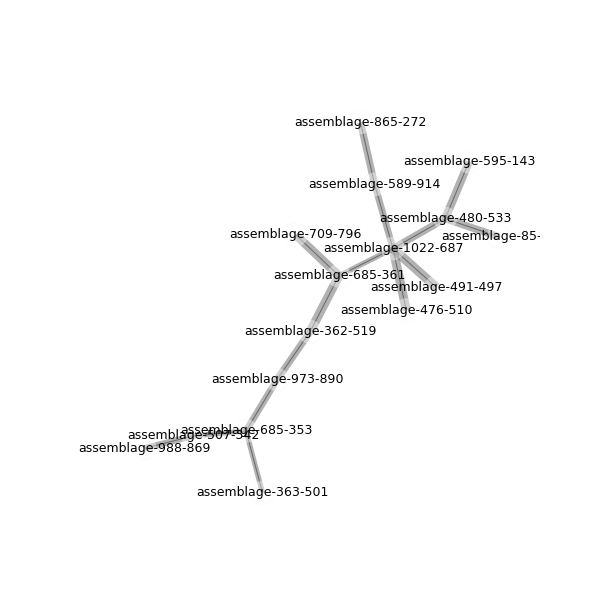 assemblage-865-272
assemblage-595-143
assemblage-589-914
assemblage-480-533
assemblage-709-796
assemblage-85-
assemblage-1022-687
assemblage-685-361
assemblage-491-497
assemblage-476-510
assemblage-362-519
assemblage-973-890
assemblage-685-353
assemblage-507-342
assemblage-988-869
assemblage-363-501